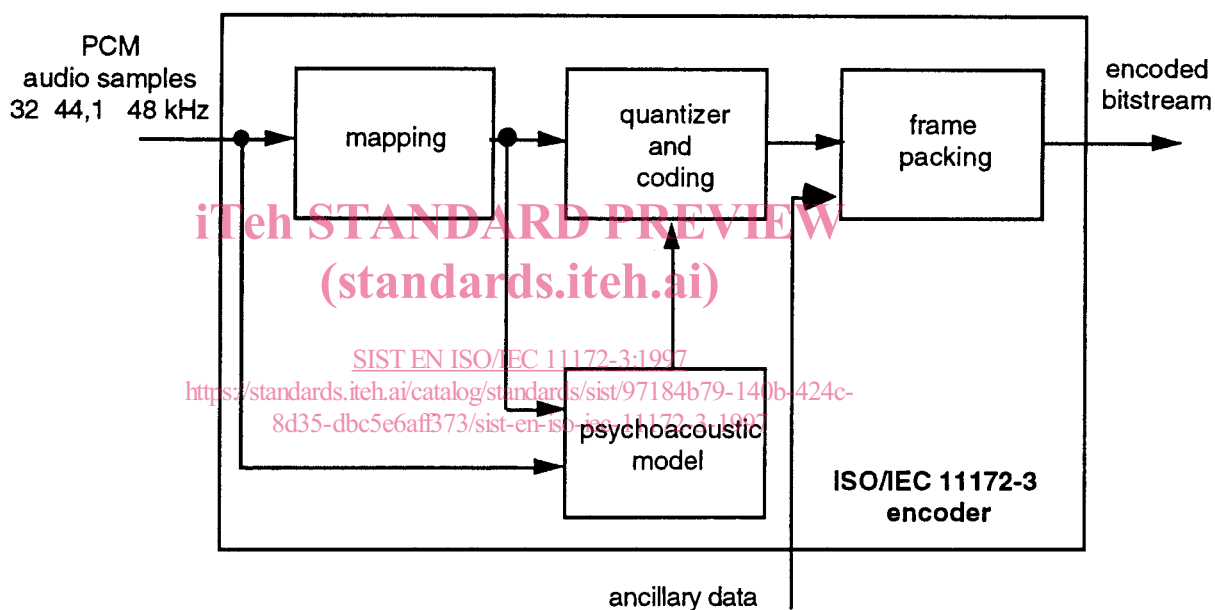 PCM
audio samples
32 44,1 48 kHz
mapping
quantizer
and
coding
frame
packing
encoded
bitstream
iTeh STANDARD PREVIEW
(standards.iteh.ai)
SIST EN ISO/IEC 11172-3:1997
https://standards.iteh.ai/catalog/standards/sist/97184b79-140b-424c-
8d35-dbc5e6aff373/sist-en-iso-iec-11172-3-1997
psychoacoustic
model
ISO/IEC 11172-3
encoder
ancillary data